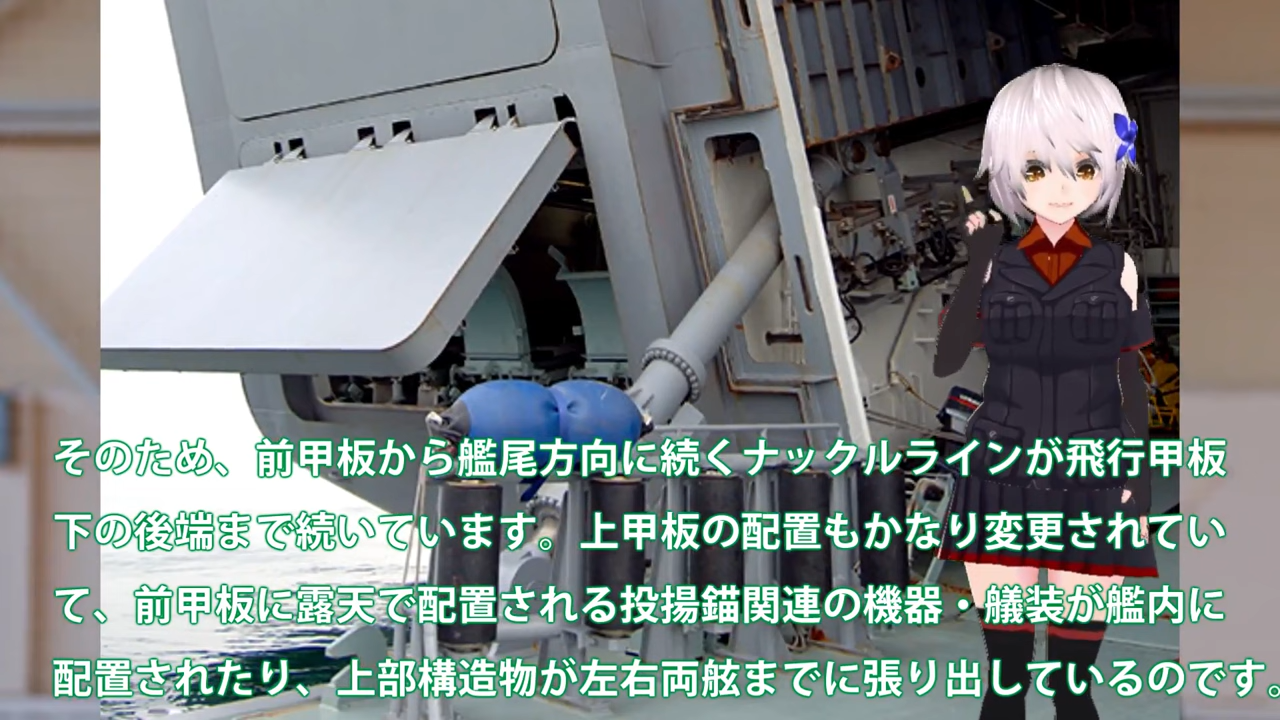 そのため、前甲板から艦尾方向に続くナックルラインが飛行甲板
下の後端まで続いています。上甲板の配置もかなり変更されてい
て、前甲板に露天で配置される投揚錨関連の機器・艤装が艦内に
配置されたり、上部構造物が左右両舷までに張り出しているのです。